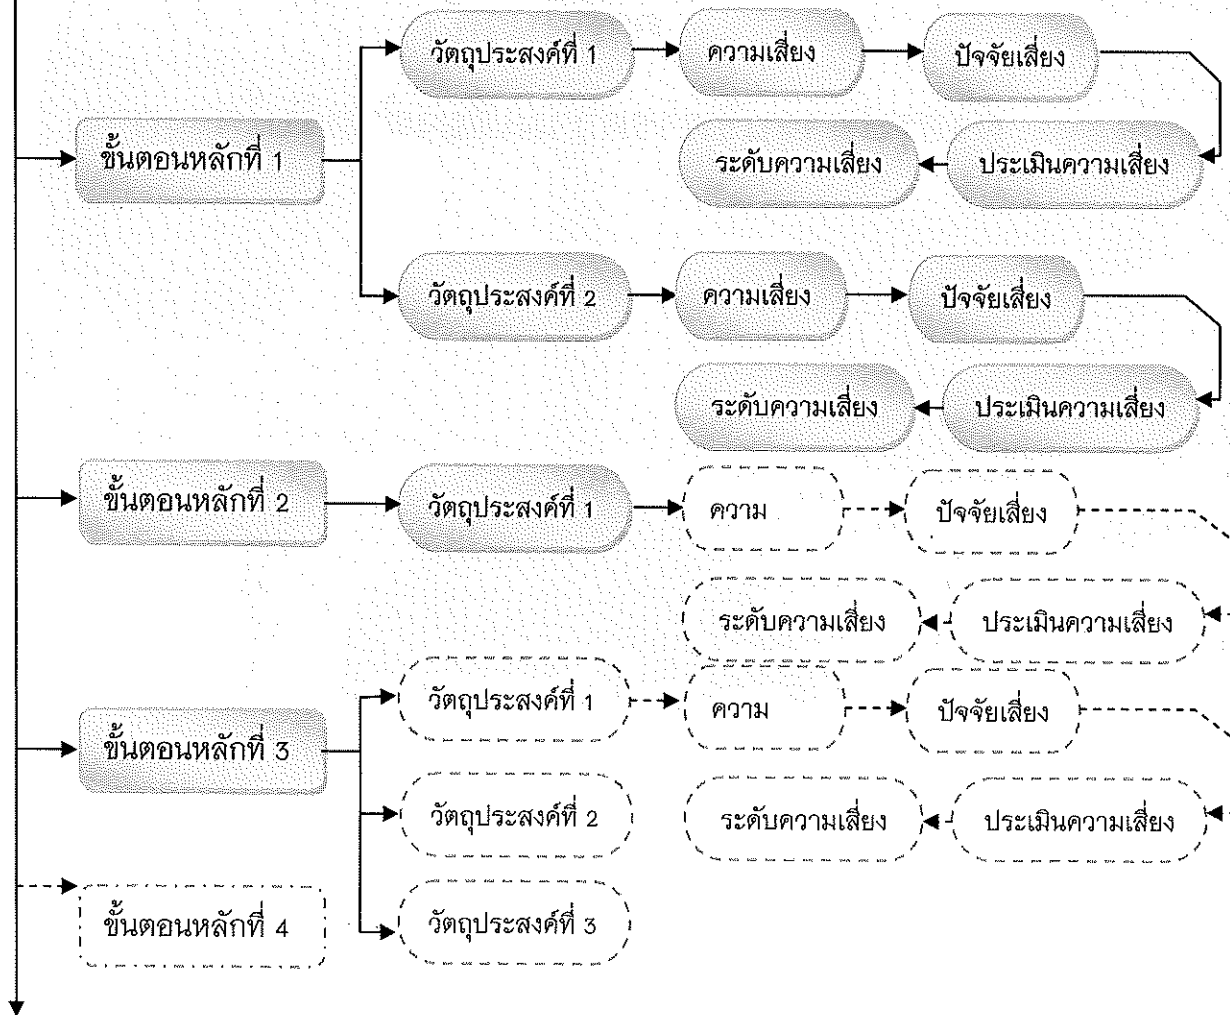 วัตถุประสงค์ที่ 1
ความเสี่ยง
ปัจจัยเสี่ยง
ขั้นตอนหลักที่ 1
ระดับความเสี่ยง
ประเมินความเสี่ยง
วัตถุประสงค์ที่ 2
ความเสี่ยง
ปัจจัยเสี่ยง
ระดับความเสี่ยง
ประเมินความเสี่ยง
ขั้นตอนหลักที่ 2
วัตถุประสงค์ที่ 1
ความ
ปัจจัยเสี่ยง
ระดับความเสี่ยง
ประเมินความเสี่ยง
วัตถุประสงค์ที่ 1
ความ
ปัจจัยเสี่ยง
ขั้นตอนหลักที่ 3
วัตถุประสงค์ที่ 2
ระดับความเสี่ยง
ประเมินความเสี่ยง
ขั้นตอนหลักที่ 4
วัตถุประสงค์ที่ 3